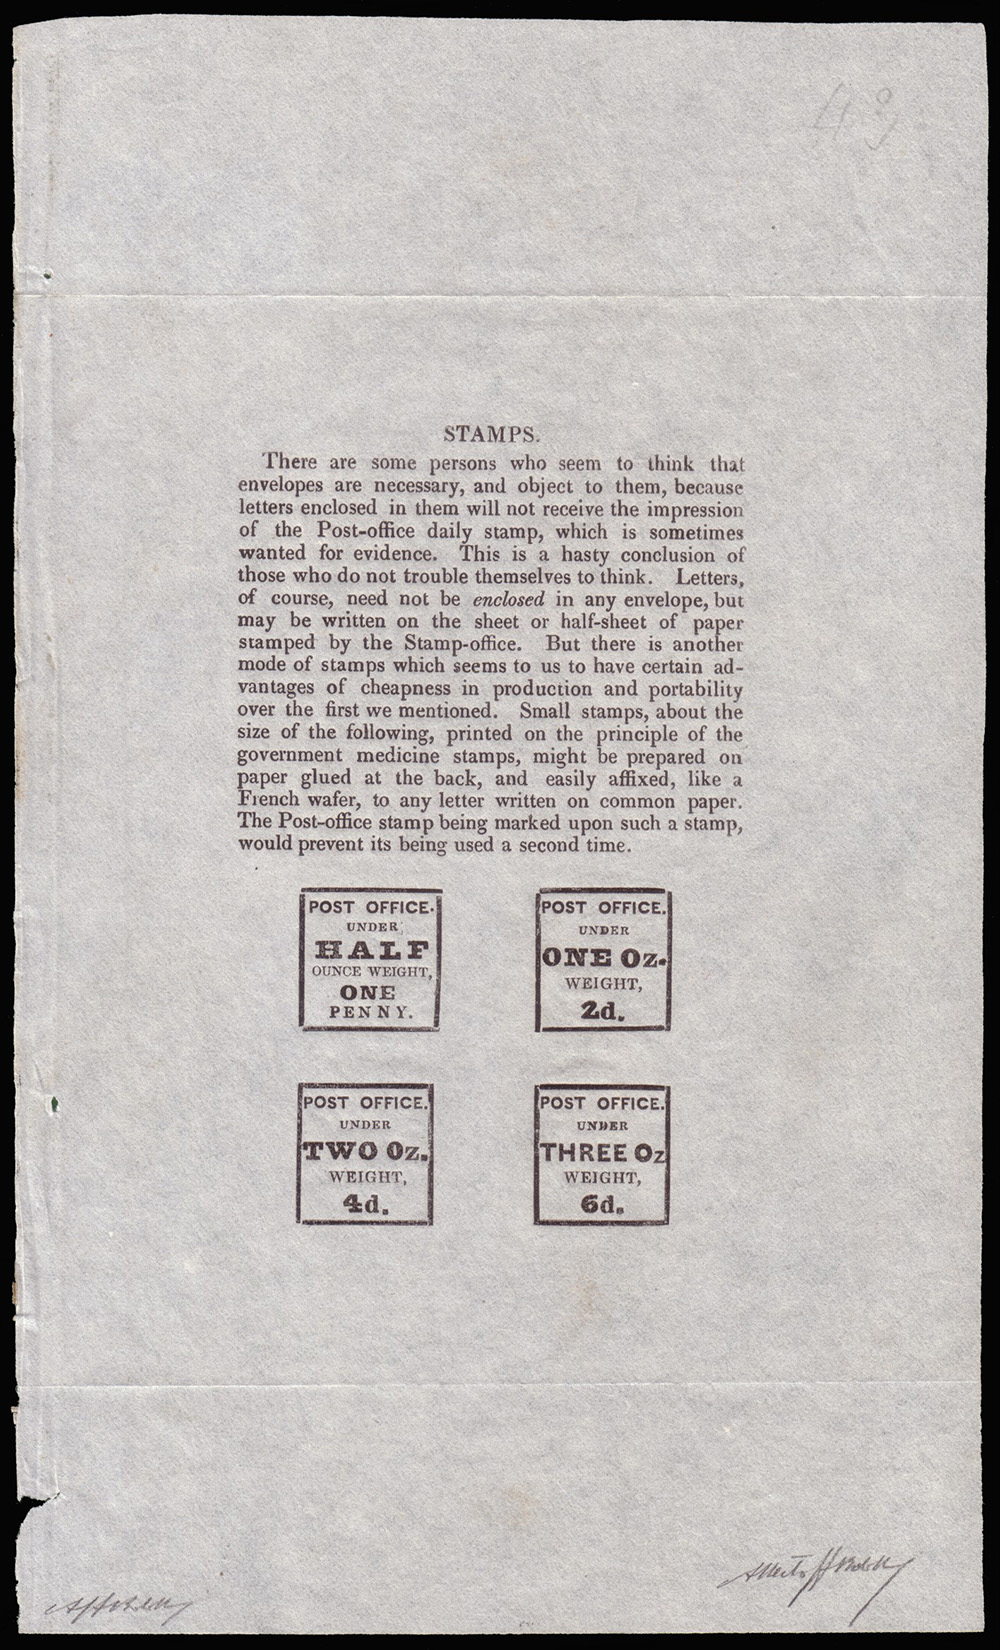 STAMPS.
There are some persons who seem to think that
envelopes are necessary, and object to them, because
letters enclosed in them will not receive the impression
of the Post-office daily stamp, which is sometimes
wanted for evidence. This is a hasty conclusion of
those who do not trouble themselves to think. Letters,
of course, need not be enclosed in any envelope, but
may be written on the sheet or half-sheet of paper
stamped by the Stamp-office. But there is another
mode of stamps which seems to us to have certain ad-
vantages of cheapness in production and portability
over the first we mentioned. Small stamps, about the
size of the following, printed on the principle of the
government medicine stamps, might be prepared on
paper glued at the back, and easily affixed, like a
French wafer, to any letter written on common paper.
The Post-office stamp being marked upon such a stamp,
would prevent its being used a second time.
POST OFFICE.
UNDER
HALF
OUNCE WEIGHT,
ONE
PENNY.
POST OFFICE.
UNDER
ONE Oz.
WEIGHT,
2d.
POST OFFICE.
UNDER
TWO Oz.
WEIGHT,
4d.
POST OFFICE.
UNDER
THREE Oz
WEIGHT,
6d.